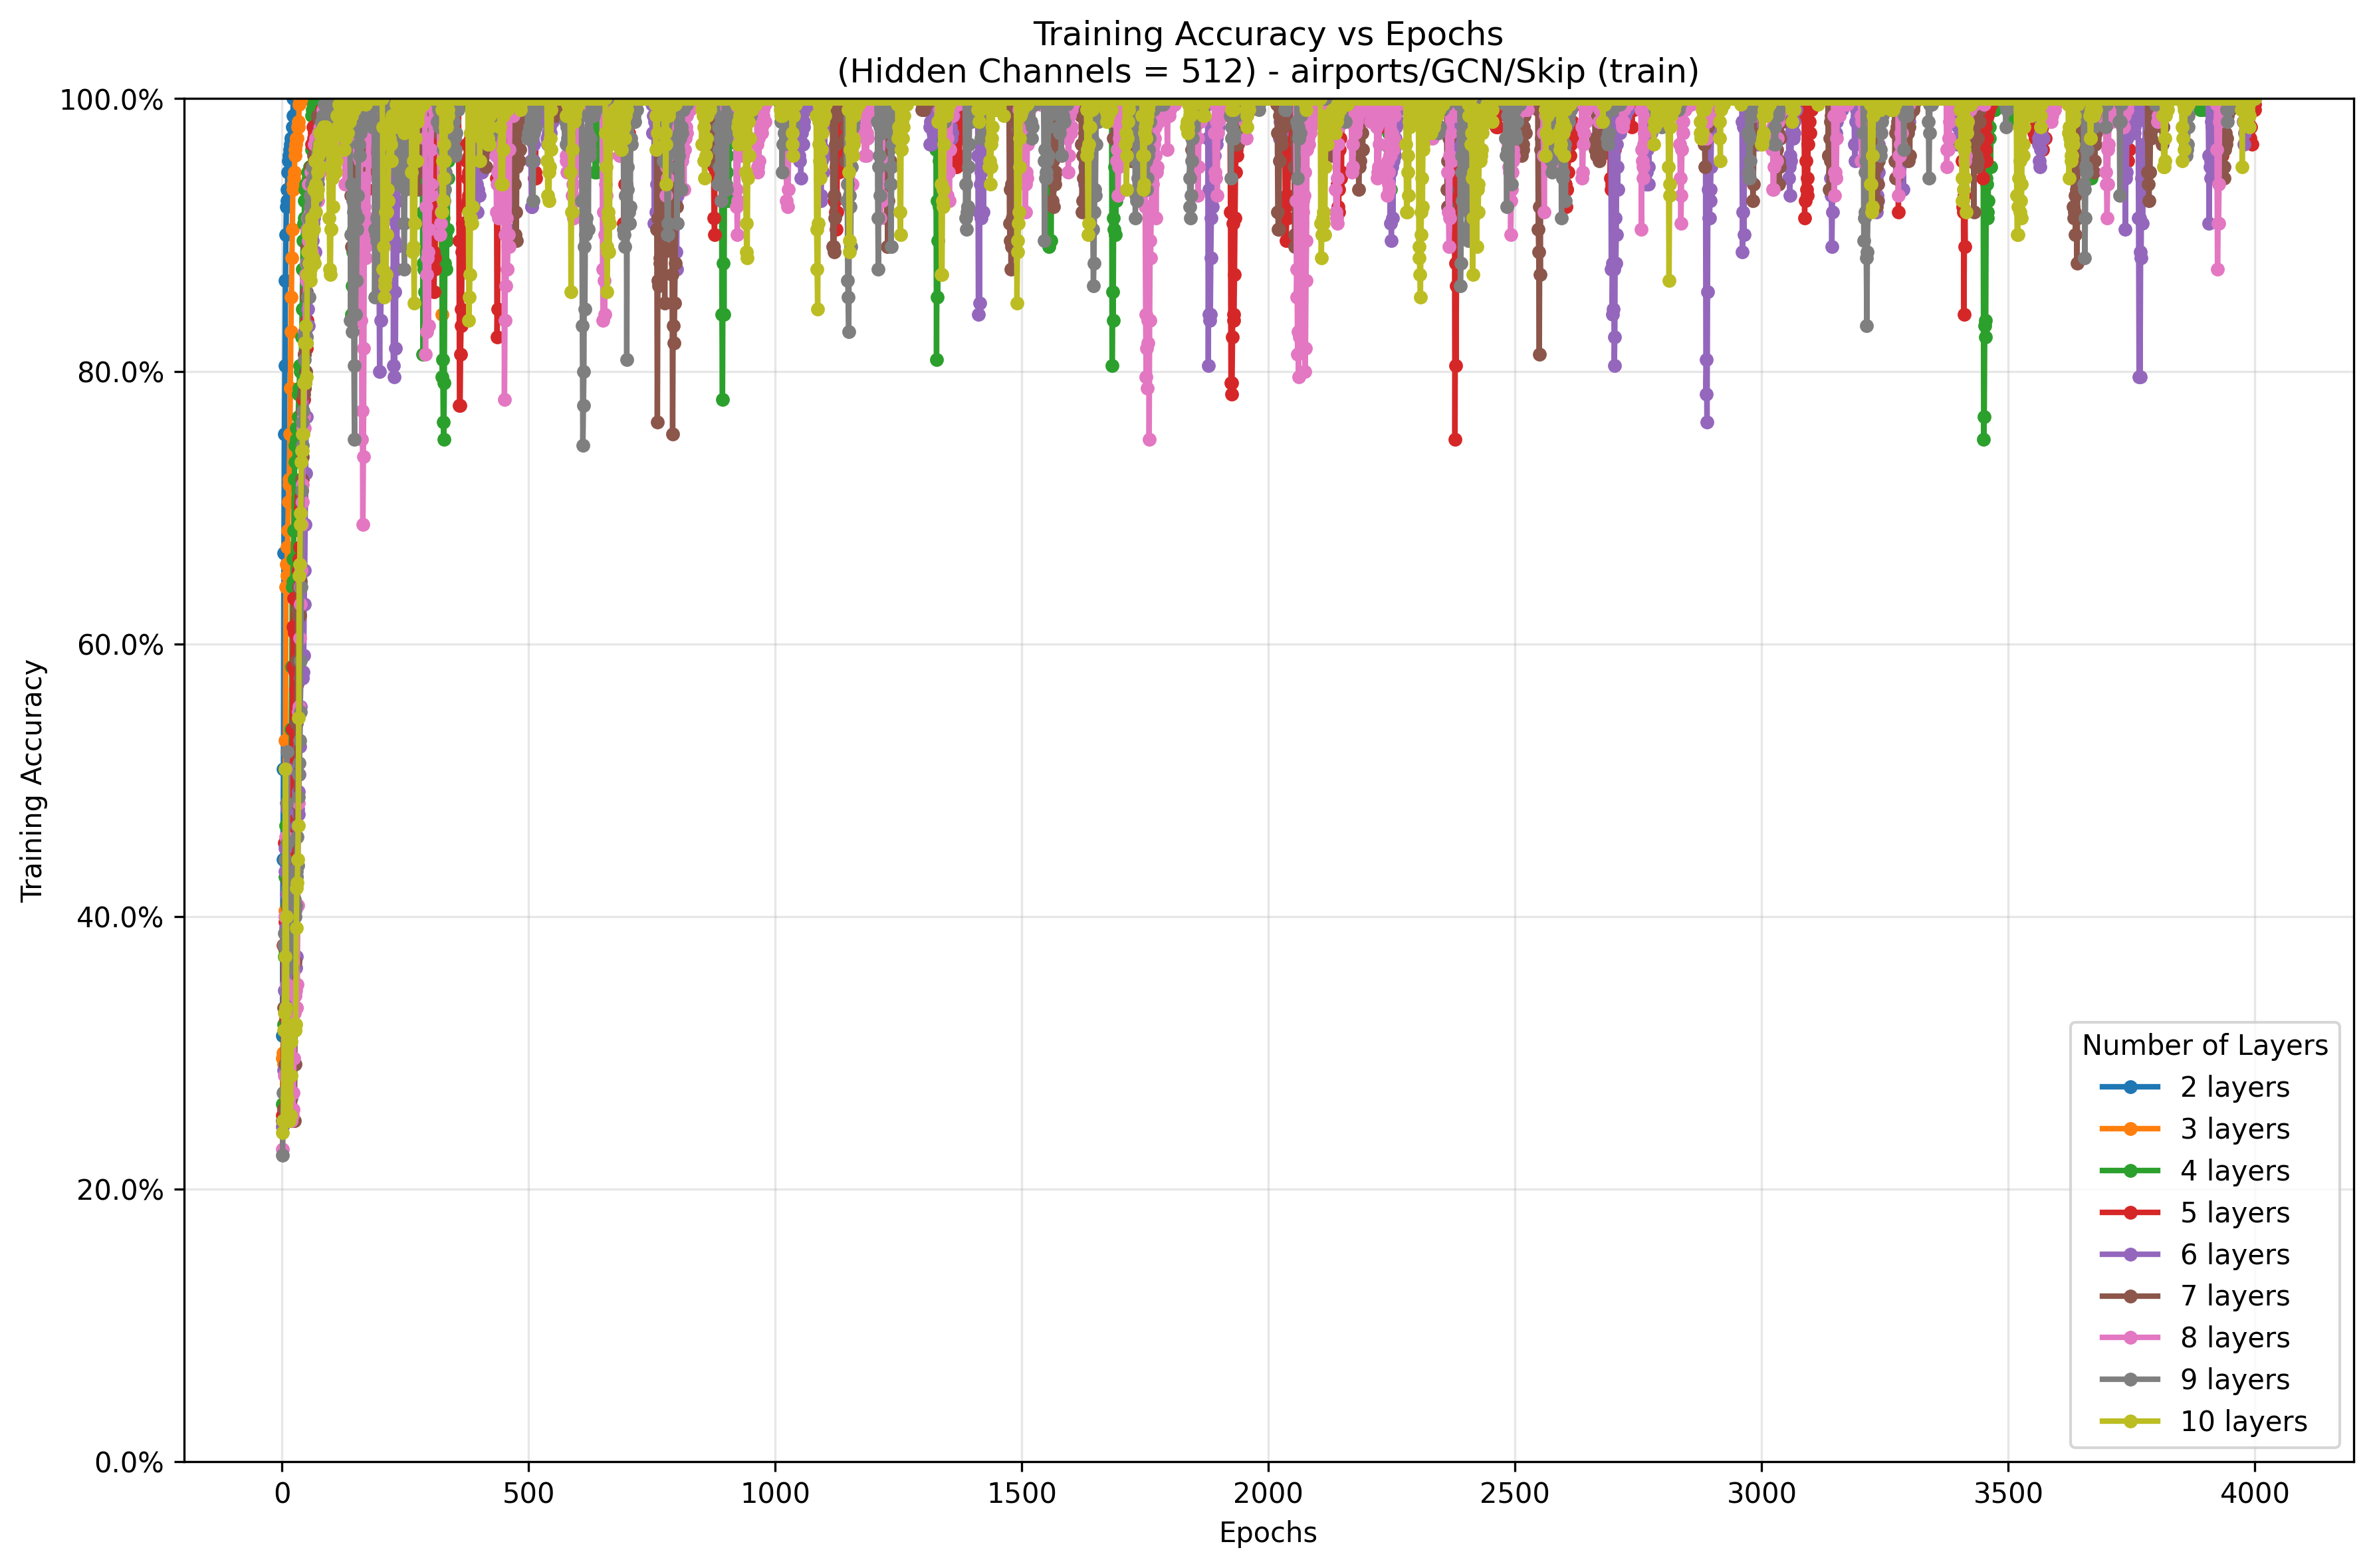 Training Accuracy vs Epochs
(Hidden Channels = 512) - airports/GCN/Skip (train)
Training Accuracy
100.0%
80.0%
60.0%
40.0%
20.0%
0.0%
0 500 1000 1500 2000 2500 3000 3500 4000
Epochs
Number of Layers
2 layers
3 layers
4 layers
5 layers
6 layers
7 layers
8 layers
9 layers
10 layers